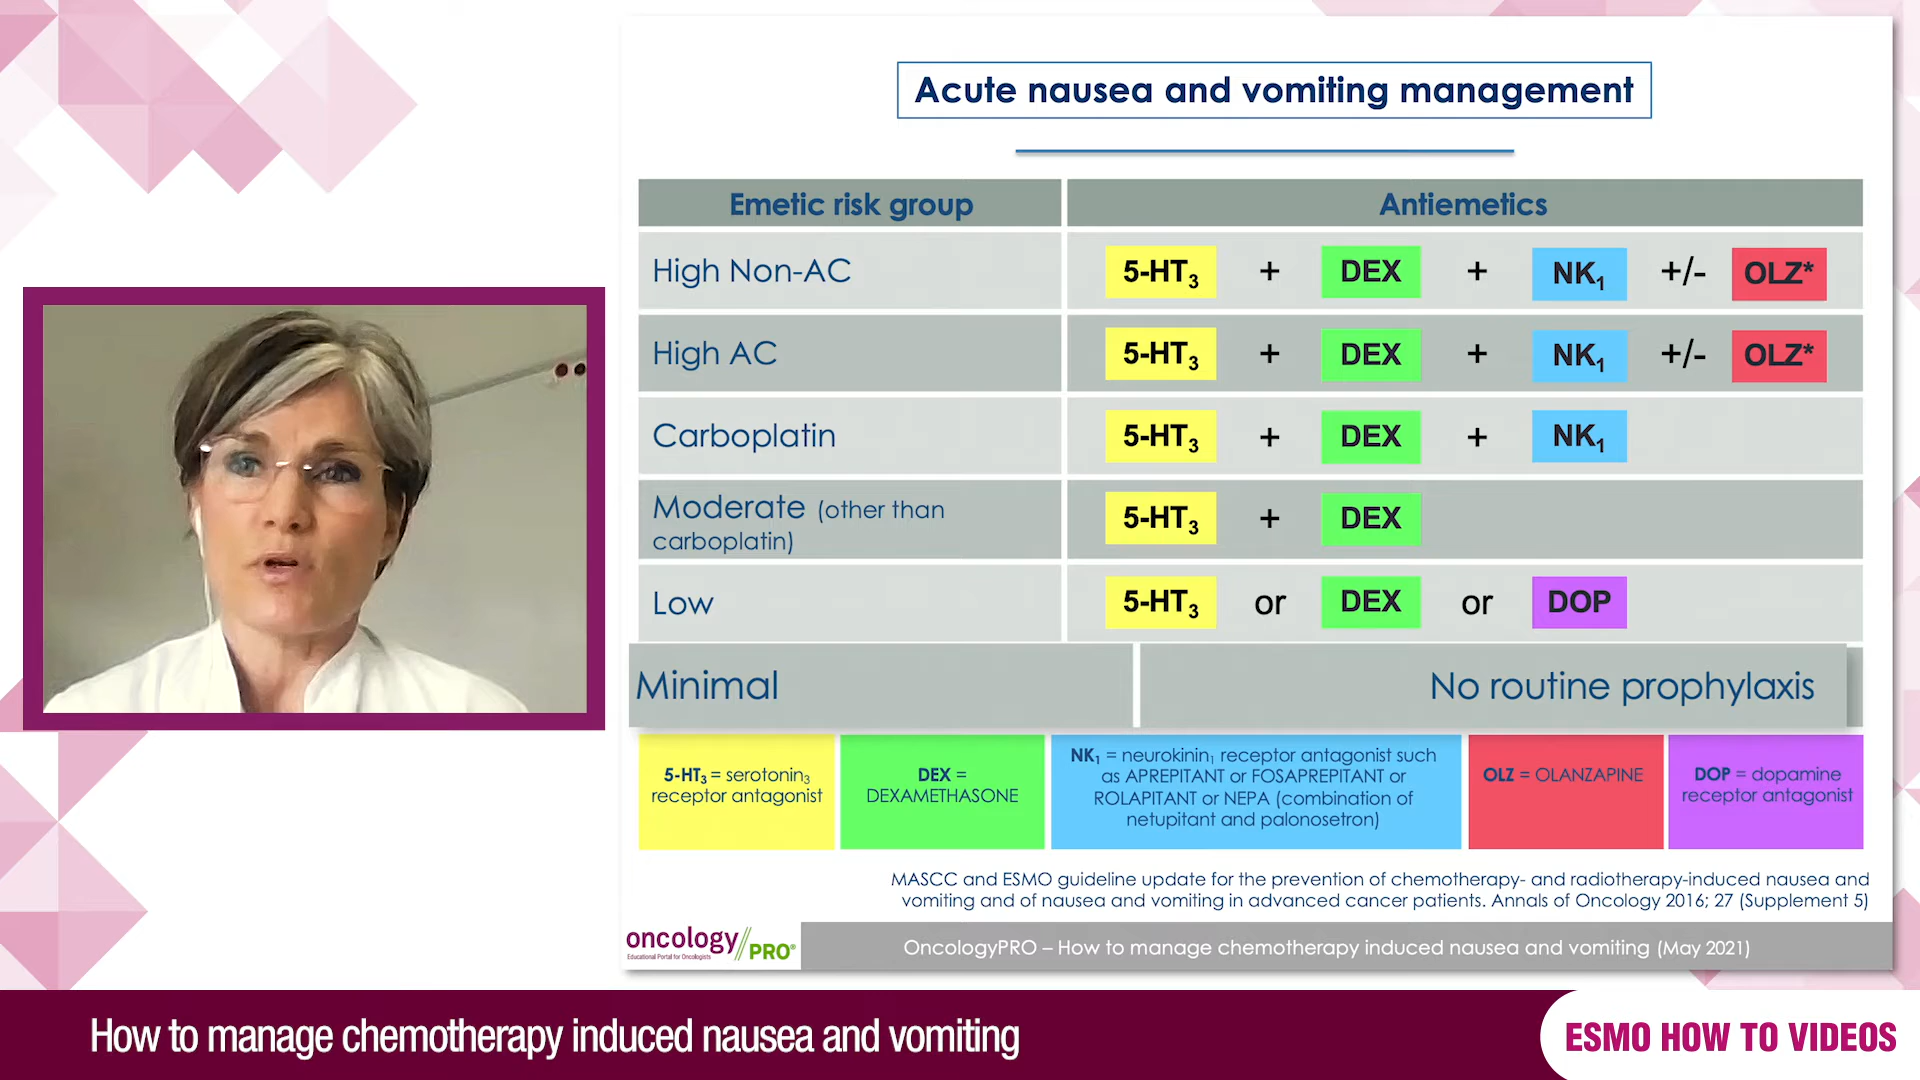 Acute nausea and vomiting management
Emetic risk group
Antiemetics
High Non-AC
5-HT₃ + DEX + NK₁ +/- OLZ*
High AC
5-HT₃ + DEX + NK₁ +/- OLZ*
Carboplatin
5-HT₃ + DEX + NK₁
Moderate (other than
carboplatin)
5-HT₃ + DEX
Low
5-HT₃ or DEX or DOP
Minimal
No routine prophylaxis
5-HT₃ = serotonin₃
receptor antagonist
DEX =
DEXAMETHASONE
NK₁ = neurokinin₁ receptor antagonist such
as APREPITANT or FOSAPREPITANT or
ROLAPITANT or NEPA (combination of
netupitant and palonosetron)
OLZ = OLANZAPINE
DOP = dopamine
receptor antagonist
MASCC and ESMO guideline update for the prevention of chemotherapy- and radiotherapy-induced nausea and
vomiting and of nausea and vomiting in advanced cancer patients. Annals of Oncology 2016; 27 (Supplement 5)
oncology//PRO®
Educational Portal for Oncologists
OncologyPRO – How to manage chemotherapy induced nausea and vomiting (May 2021)
How to manage chemotherapy induced nausea and vomiting
ESMO HOW TO VIDEOS